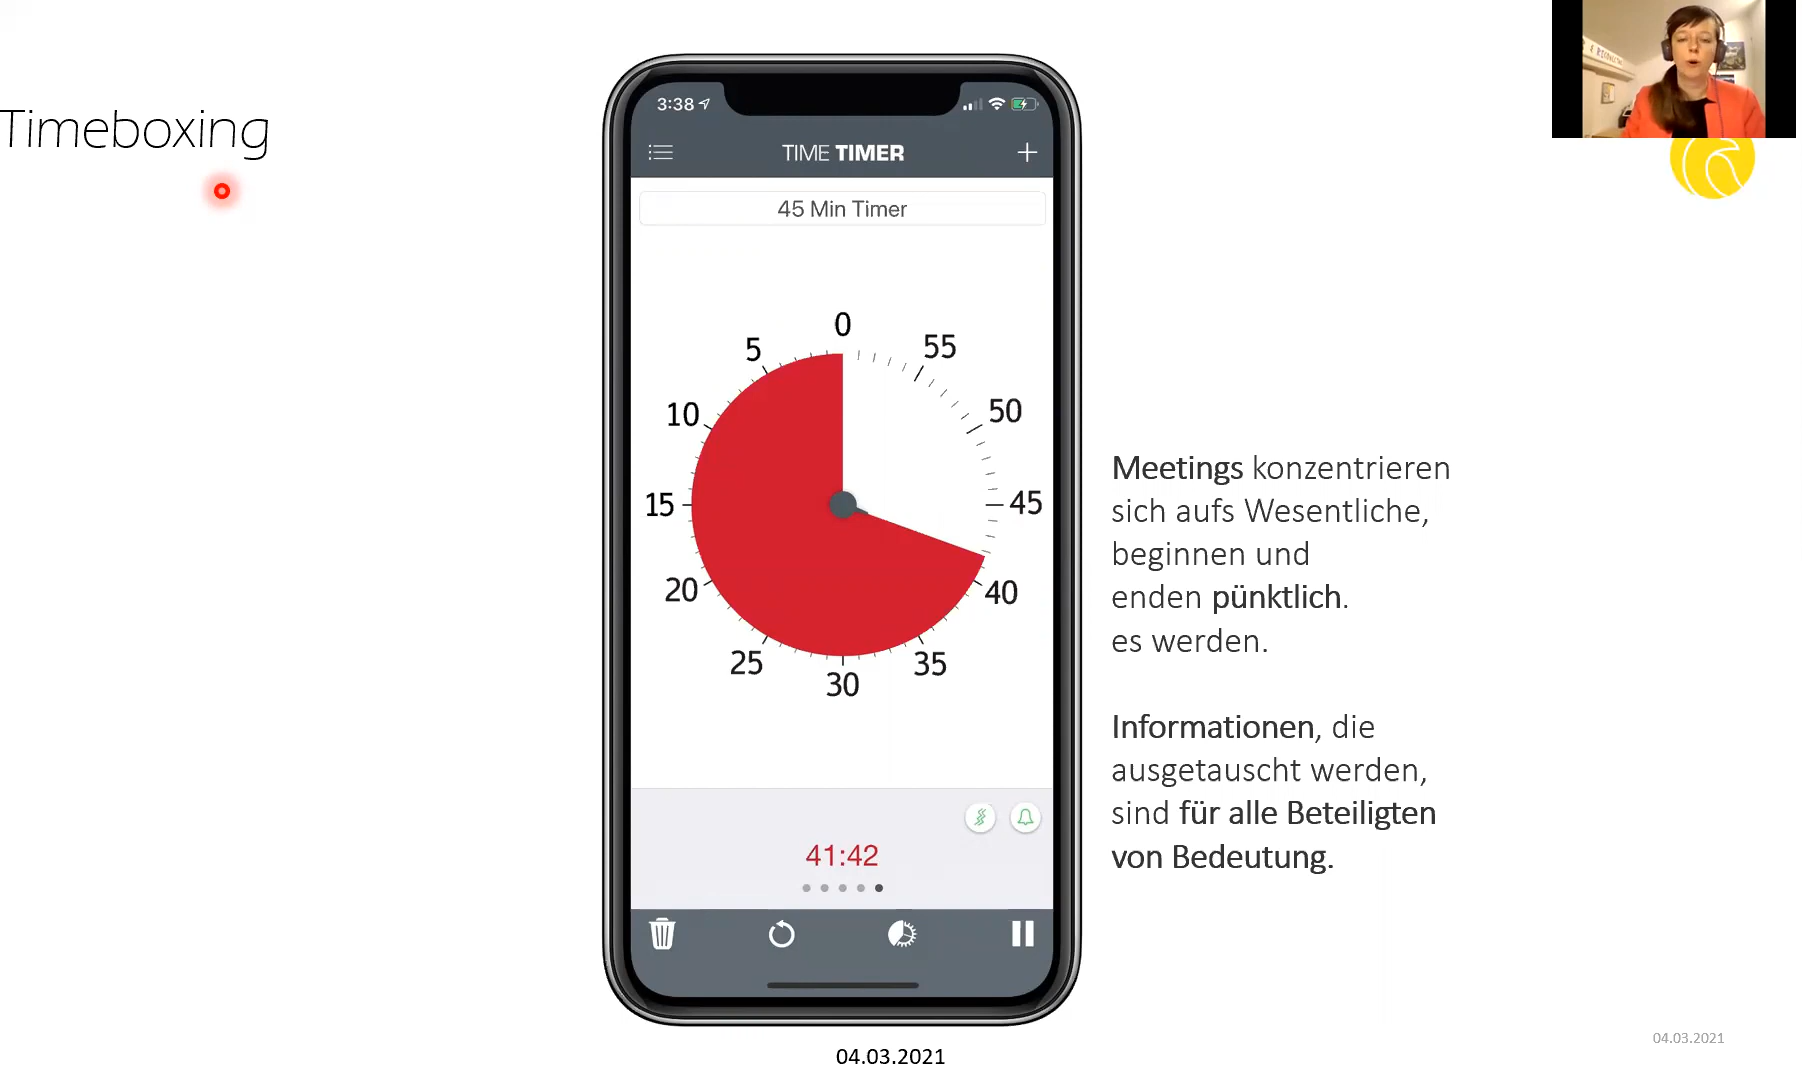 Timeboxing
3:38
TIME TIMER
45 Min Timer
0
5
55
10
50
15
45
20
40
25
35
30
41:42
Meetings konzentrieren
sich aufs Wesentliche,
beginnen und
enden pünktlich.
es werden.
Informationen, die
ausgetauscht werden,
sind für alle Beteiligten
von Bedeutung.
04.03.2021
04.03.2021